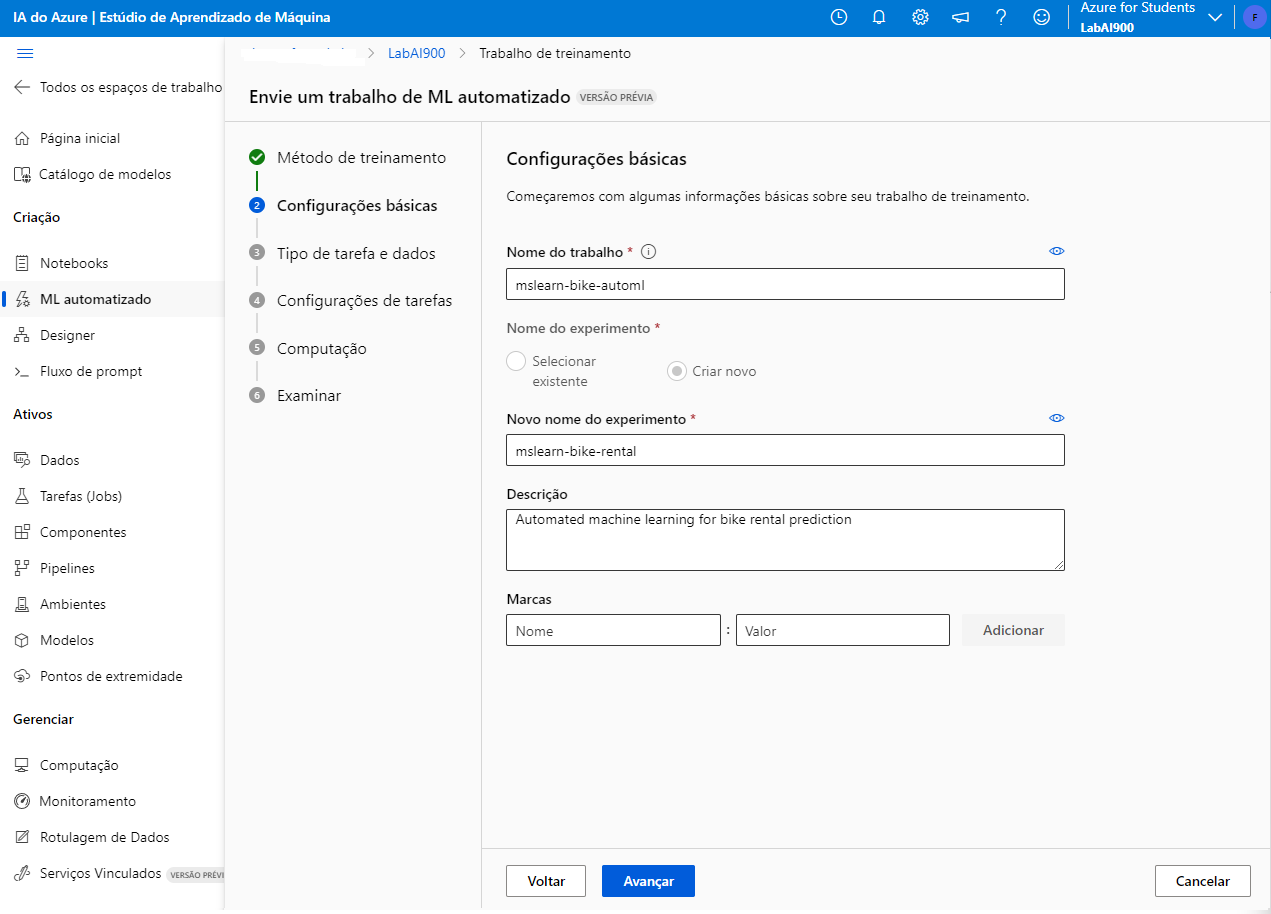 IA do Azure | Estúdio de Aprendizado de Máquina
Azure for Students
LabAI900
F
Todos os espaços de trabalho
Página inicial
Catálogo de modelos
Criação
Notebooks
ML automatizado
Designer
Fluxo de prompt
Ativos
Dados
Tarefas (Jobs)
Componentes
Pipelines
Ambientes
Modelos
Pontos de extremidade
Gerenciar
Computação
Monitoramento
Rotulagem de Dados
Serviços Vinculados VERSÃO PRÉVI
LabAI900 > Trabalho de treinamento
Envie um trabalho de ML automatizado VERSÃO PRÉVIA
Método de treinamento
2 Configurações básicas
3 Tipo de tarefa e dados
4 Configurações de tarefas
5 Computação
6 Examinar
Configurações básicas
Começaremos com algumas informações básicas sobre seu trabalho de treinamento.
Nome do trabalho *
mslearn-bike-automl
Nome do experimento *
Selecionar
existente
Criar novo
Novo nome do experimento *
mslearn-bike-rental
Descrição
Automated machine learning for bike rental prediction
Marcas
Nome : Valor Adicionar
Voltar Avançar Cancelar